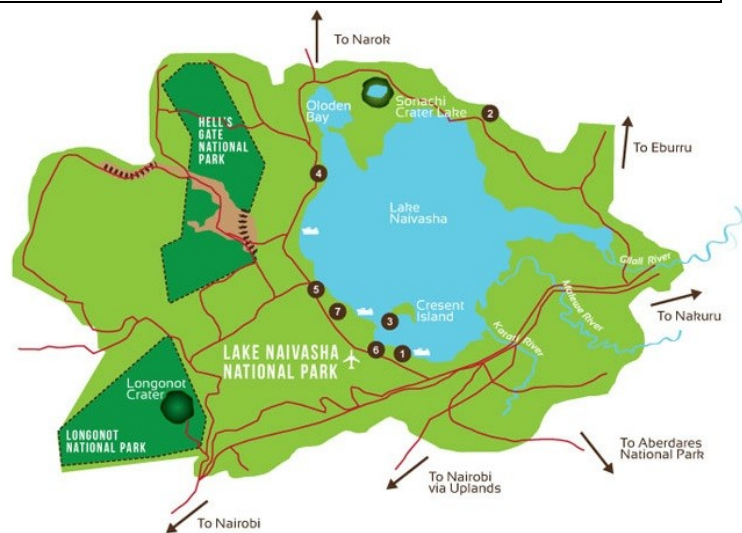 To Narok
Oloden
Bay
Sonachi
Crater Lake
2
HELL'S
GATE
NATIONAL
PARK
To Eburru
4
Lake
Naivasha
Gilail River
Malewe River
5
7
3
Cresent
Island
To Nakuru
Karati River
LAKE NAIVASHA
NATIONAL PARK
6
1
Longonot
Crater
LONGONOT
NATIONAL PARK
To Aberdares
National Park
To Nairobi
via Uplands
To Nairobi